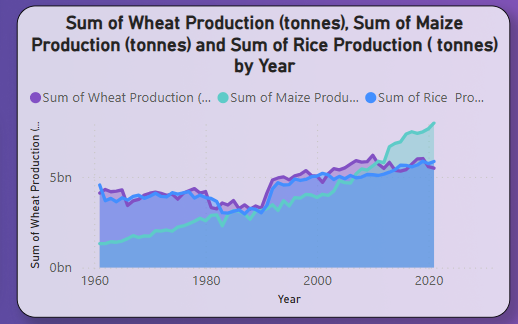 Sum of Wheat Production (tonnes), Sum of Maize
Production (tonnes) and Sum of Rice Production ( tonnes)
by Year
Sum of Wheat Production (... Sum of Maize Produ... Sum of Rice Pro...
Sum of Wheat Production (...
5bn
0bn
1960 1980 2000 2020
Year